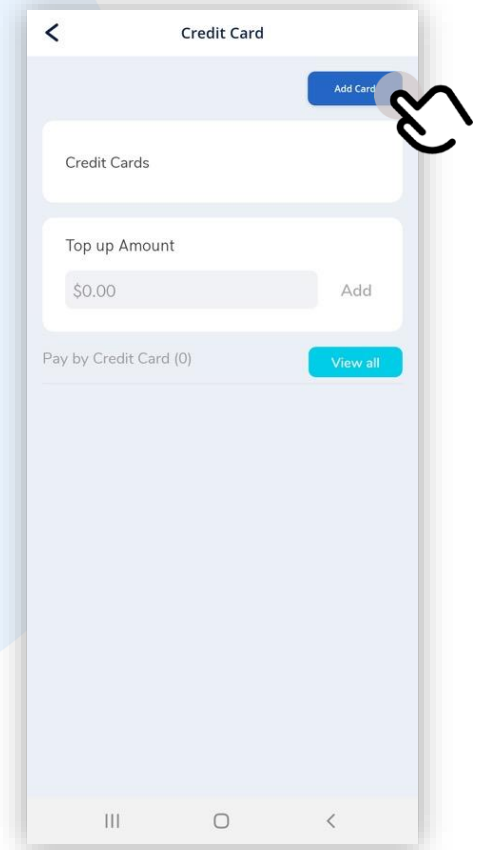 Credit Card
Add Card
Credit Cards
Top up Amount
$0.00 Add
Pay by Credit Card (0) View all